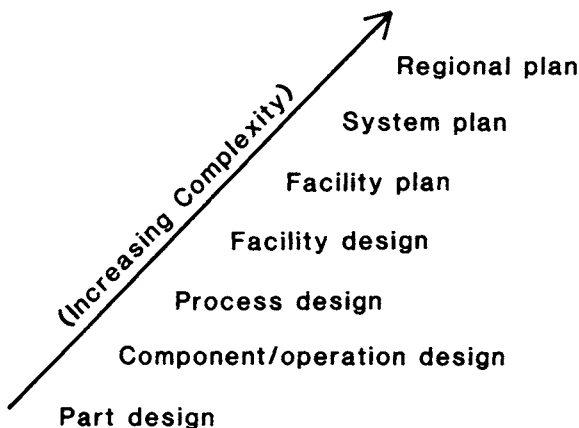 Regional plan
System plan
(Increasing Complexity)
Facility plan
Facility design
Process design
Component/operation design
Part design